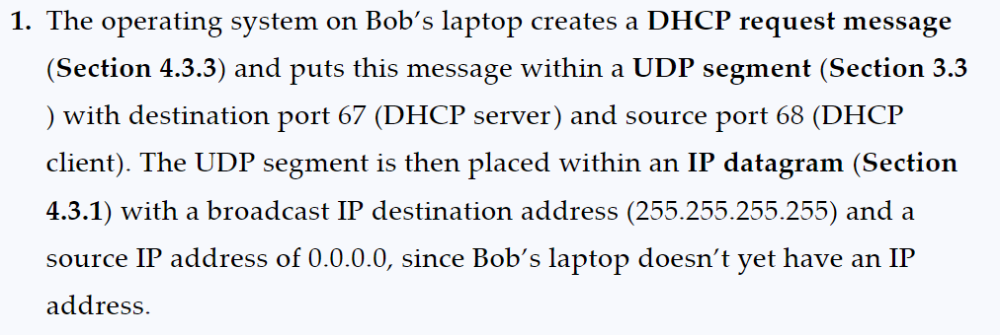 1. The operating system on Bob’s laptop creates a DHCP request message
(Section 4.3.3) and puts this message within a UDP segment (Section 3.3
) with destination port 67 (DHCP server) and source port 68 (DHCP
client). The UDP segment is then placed within an IP datagram (Section
4.3.1) with a broadcast IP destination address (255.255.255.255) and a
source IP address of 0.0.0.0, since Bob’s laptop doesn’t yet have an IP
address.